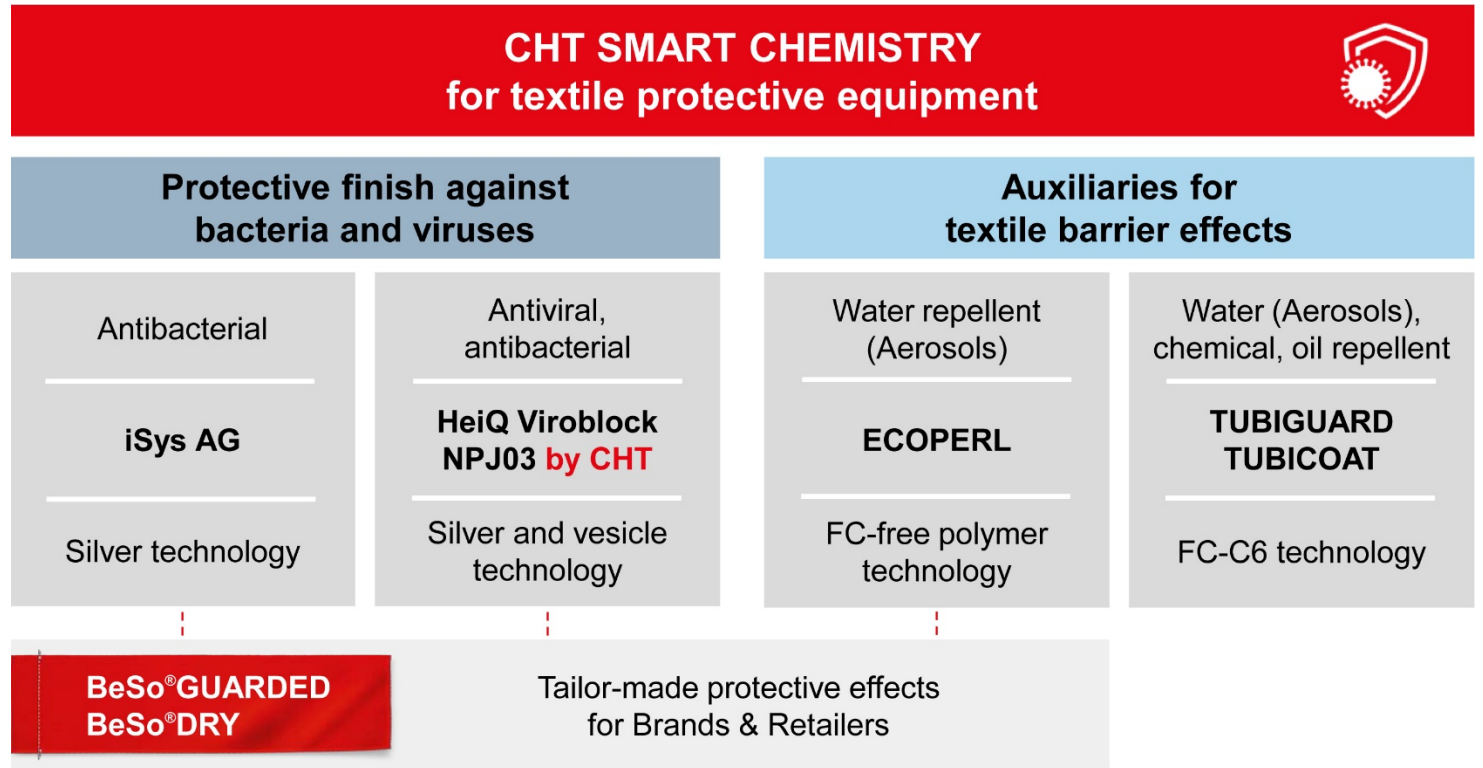 CHT SMART CHEMISTRY
for textile protective equipment
Protective finish against
bacteria and viruses
Auxiliaries for
textile barrier effects
Antibacterial
iSys AG
Silver technology
Antiviral,
antibacterial
HeiQ Viroblock
NPJ03 by CHT
Silver and vesicle
technology
Water repellent
(Aerosols)
ECOPERL
FC-free polymer
technology
Water (Aerosols),
chemical, oil repellent
TUBIGUARD
TUBICOAT
FC-C6 technology
BeSo®GUARDED
BeSo®DRY
Tailor-made protective effects
for Brands & Retailers